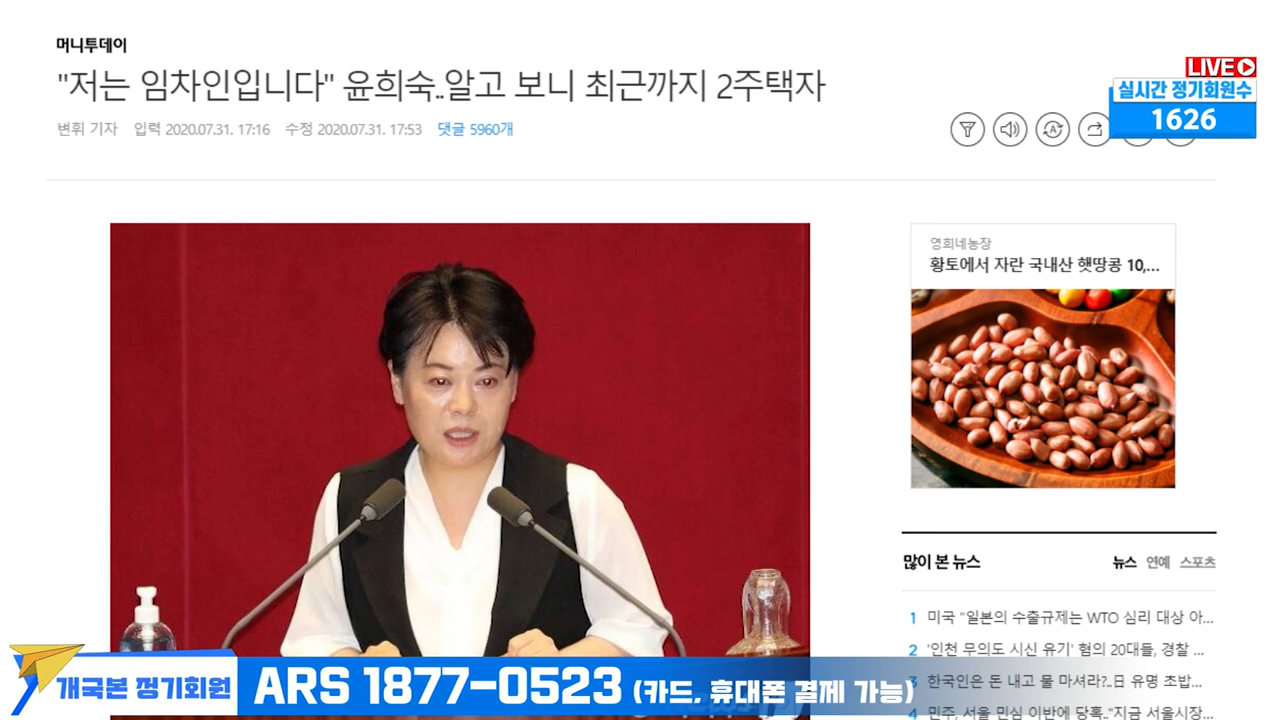 머니투데이
"저는 임차인입니다" 윤희숙..알고 보니 최근까지 2주택자
변휘 기자 입력 2020.07.31. 17:16 수정 2020.07.31. 17:53 댓글 5960개
LIVE
실시간 정기회원수
1626
영희네농장
황토에서 자란 국내산 햇땅콩 10,...
많이 본 뉴스
뉴스 연예 스포츠
1 미국 "일본의 수출규제는 WTO 심리 대상 아...
2 '인천 무의도 시신 유기' 혐의 20대들, 경찰 ...
3 한국인은 돈 내고 물 마셔라?..日 유명 초밥...
4 민주, 서울 민심 이반에 당혹.."지금 서울시장...
개국본 정기회원
ARS 1877-0523 (카드, 휴대폰 결제 가능)